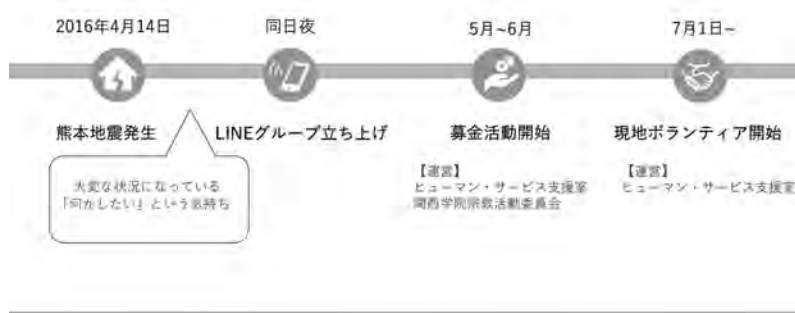 2016年4月14日
同日夜
5月~6月
7月1日~
熊本地震発生
LINEグループ立ち上げ
募金活動開始
現地ボランティア開始
大変な状況になっている
「何かしたい」という気持ち
【運営】
ヒューマン・サービス支援室
関西学院宗教活動委員会
【運営】
ヒューマン・サービス支援室